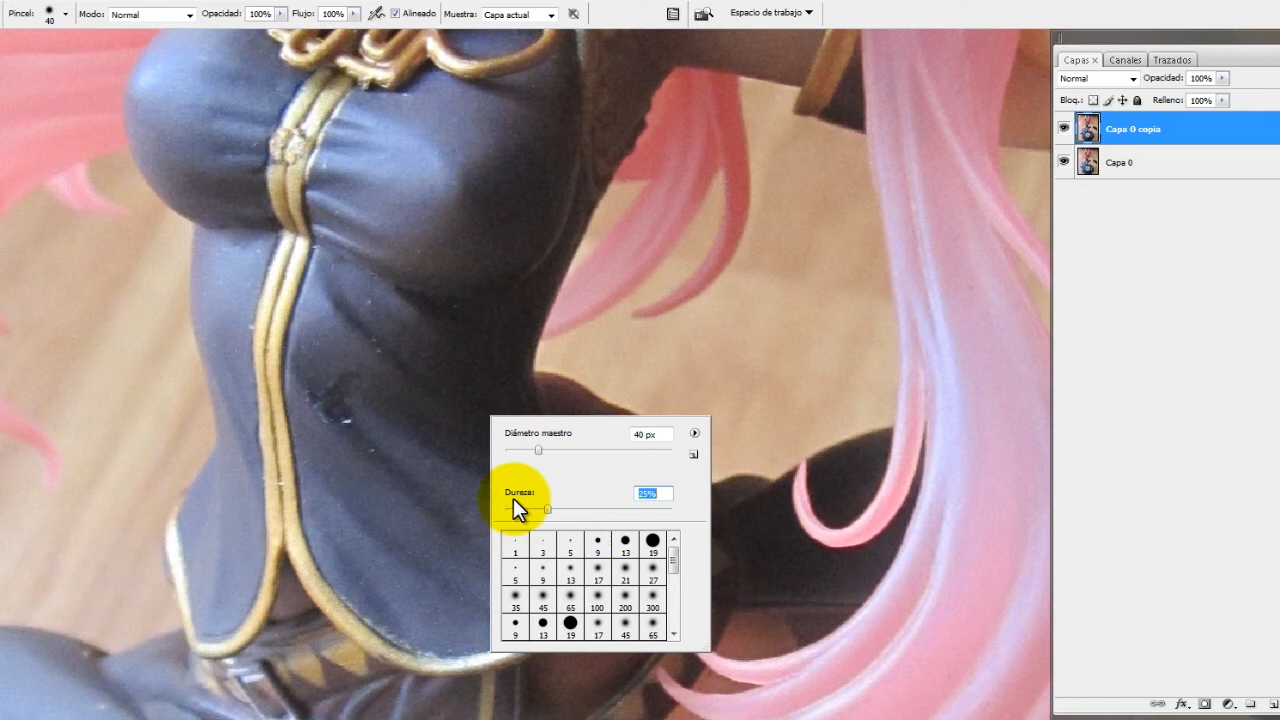 Pincel: 40 Modo: Normal Opacidad: 100% Flujo: 100% Alineado Muestra: Capa actual Espacio de trabajo
Capas x Canales Trazados
Normal Opacidad: 100%
Bloq.: Relleno: 100%
Capa 0 copia
Capa 0
Diámetro maestro 40 px
Dureza: 25%
1 3 5 9 13 19
5 9 13 17 21 27
35 45 65 100 200 300
9 13 19 17 45 65
fx